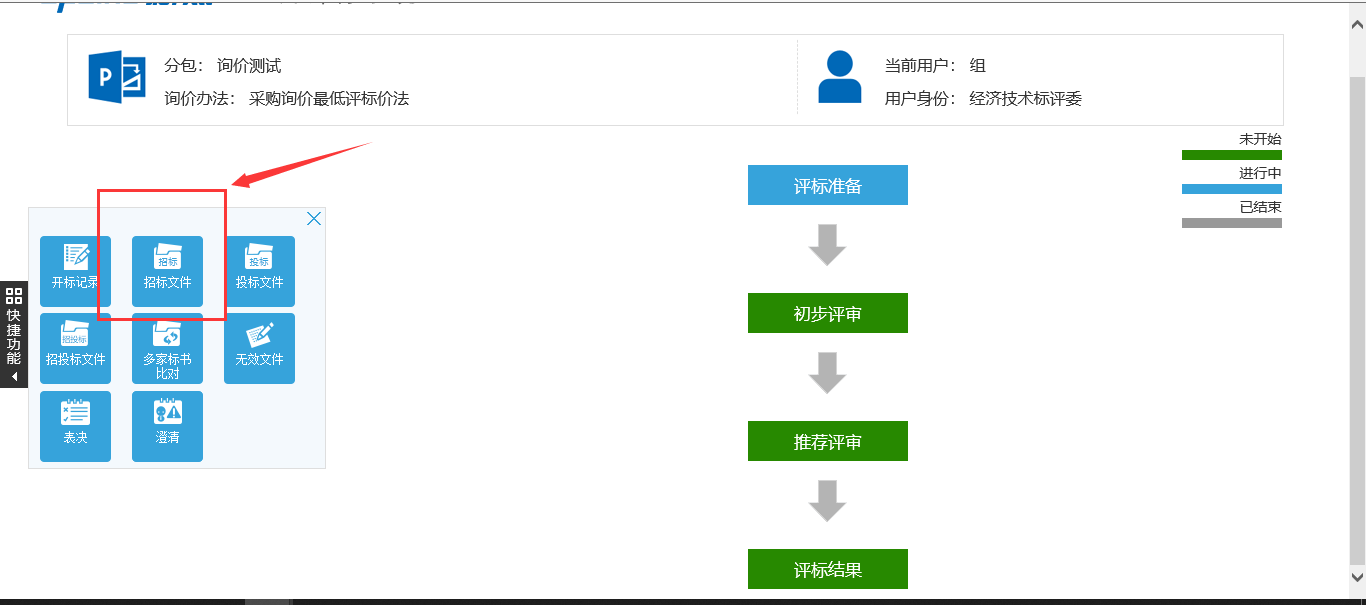 分包： 询价测试
询价办法： 采购询价最低评标价法
当前用户： 组
用户身份： 经济技术标评委
未开始
进行中
已结束
评标准备
初步评审
推荐评审
评标结果
快捷功能
开标记录
招标
招标文件
投标
投标文件
招投标
招投标文件
多家标书
比对
无效文件
表决
澄清